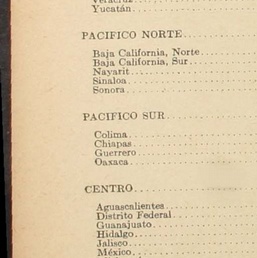 Veracruz
Yucatán
PACIFICO NORTE
Baja California, Norte
Baja California, Sur
Nayarit
Sinaloa
Sonora
PACIFICO SUR
Colima
Chiapas
Guerrero
Oaxaca
CENTRO
Aguascalientes
Distrito Federal
Guanajuato
Hidalgo
Jalisco
México